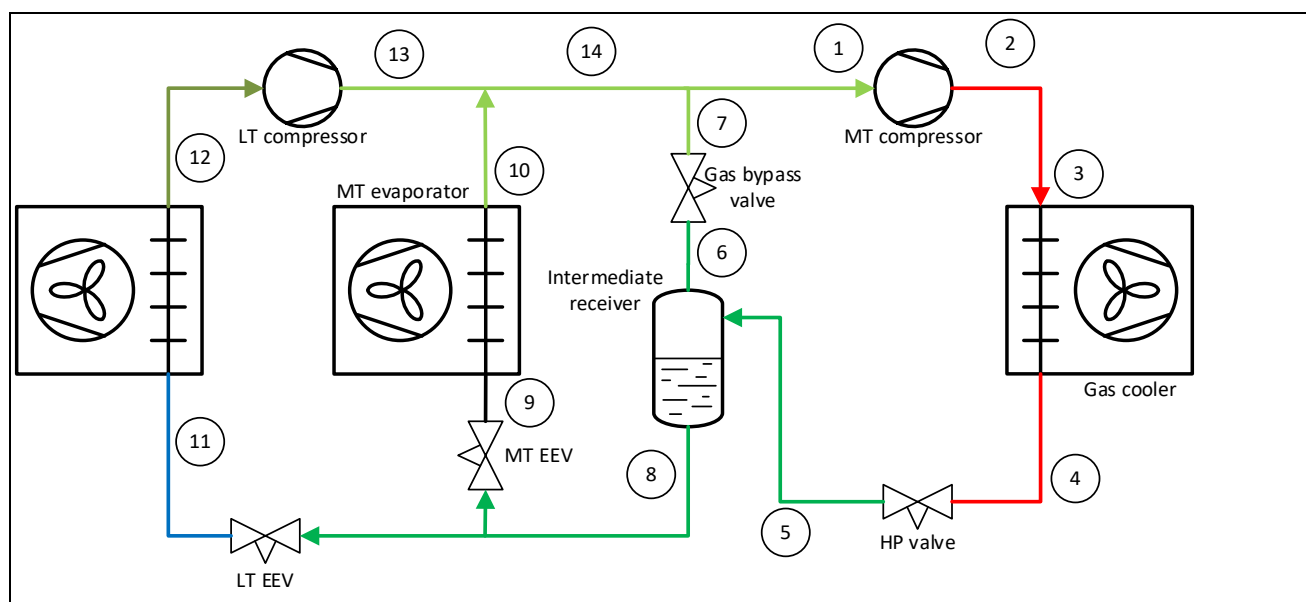 13
14
1
2
LT compressor
MT compressor
7
12
10
3
Gas bypass
valve
MT evaporator
6
Intermediate
receiver
Gas cooler
9
11
MT EEV
8
4
5
HP valve
LT EEV